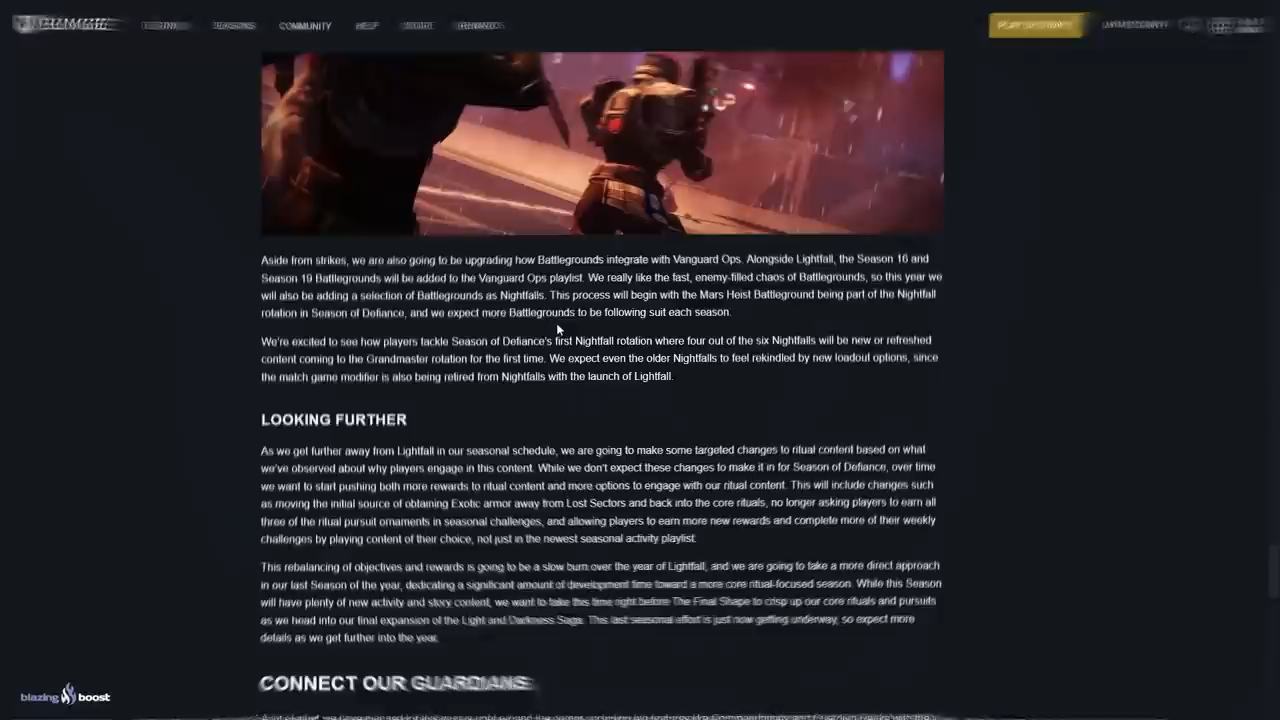 COMMUNITY
HELP
Aside from strikes, we are also going to be upgrading how Battlegrounds integrate with Vanguard Ops. Alongside Lightfall, the Season 16 and
Season 19 Battlegrounds will be added to the Vanguard Ops playlist. We really like the fast, enemy-filled chaos of Battlegrounds, so this year we
will also be adding a selection of Battlegrounds as Nightfalls. This process will begin with the Mars Heist Battleground being part of the Nightfall
rotation in Season of Defiance, and we expect more Battlegrounds to be following suit each season.
We're excited to see how players tackle Season of Defiance's first Nightfall rotation where four out of the six Nightfalls will be new or refreshed
content coming to the Grandmaster rotation for the first time. We expect even the older Nightfalls to feel rekindled by new loadout options, since
the match game modifier is also being retired from Nightfalls with the launch of Lightfall.
LOOKING FURTHER
As we get further away from Lightfall in our seasonal schedule, we are going to make some targeted changes to ritual content based on what
we've observed about why players engage in this content. While we don't expect these changes to make it in for Season of Defiance, over time
we want to start pushing both more rewards to ritual content and more options to engage with our ritual content. This will include changes such
as moving the initial source of obtaining Exotic armor away from Lost Sectors and back into the core rituals, no longer asking players to earn all
three of the ritual pursuit ornaments in seasonal challenges, and allowing players to earn more new rewards and complete more of their weekly
challenges by playing content of their choice, not just in the newest seasonal activity playlist.
This rebalancing of objectives and rewards is going to be a slow burn over the year of Lightfall, and we are going to take a more direct approach
in our last Season of the year, dedicating a significant amount of development time toward a more core ritual-focused season. While this Season
will have plenty of new activity and story content, we want to take this time right before The Final Shape to crisp up our core rituals and pursuits
as we head into our final expansion of the Light and Darkness Saga. This last seasonal effort is just now getting underway, so expect more
details as we get further into the year.
CONNECT OUR GUARDIANS
blazing boost